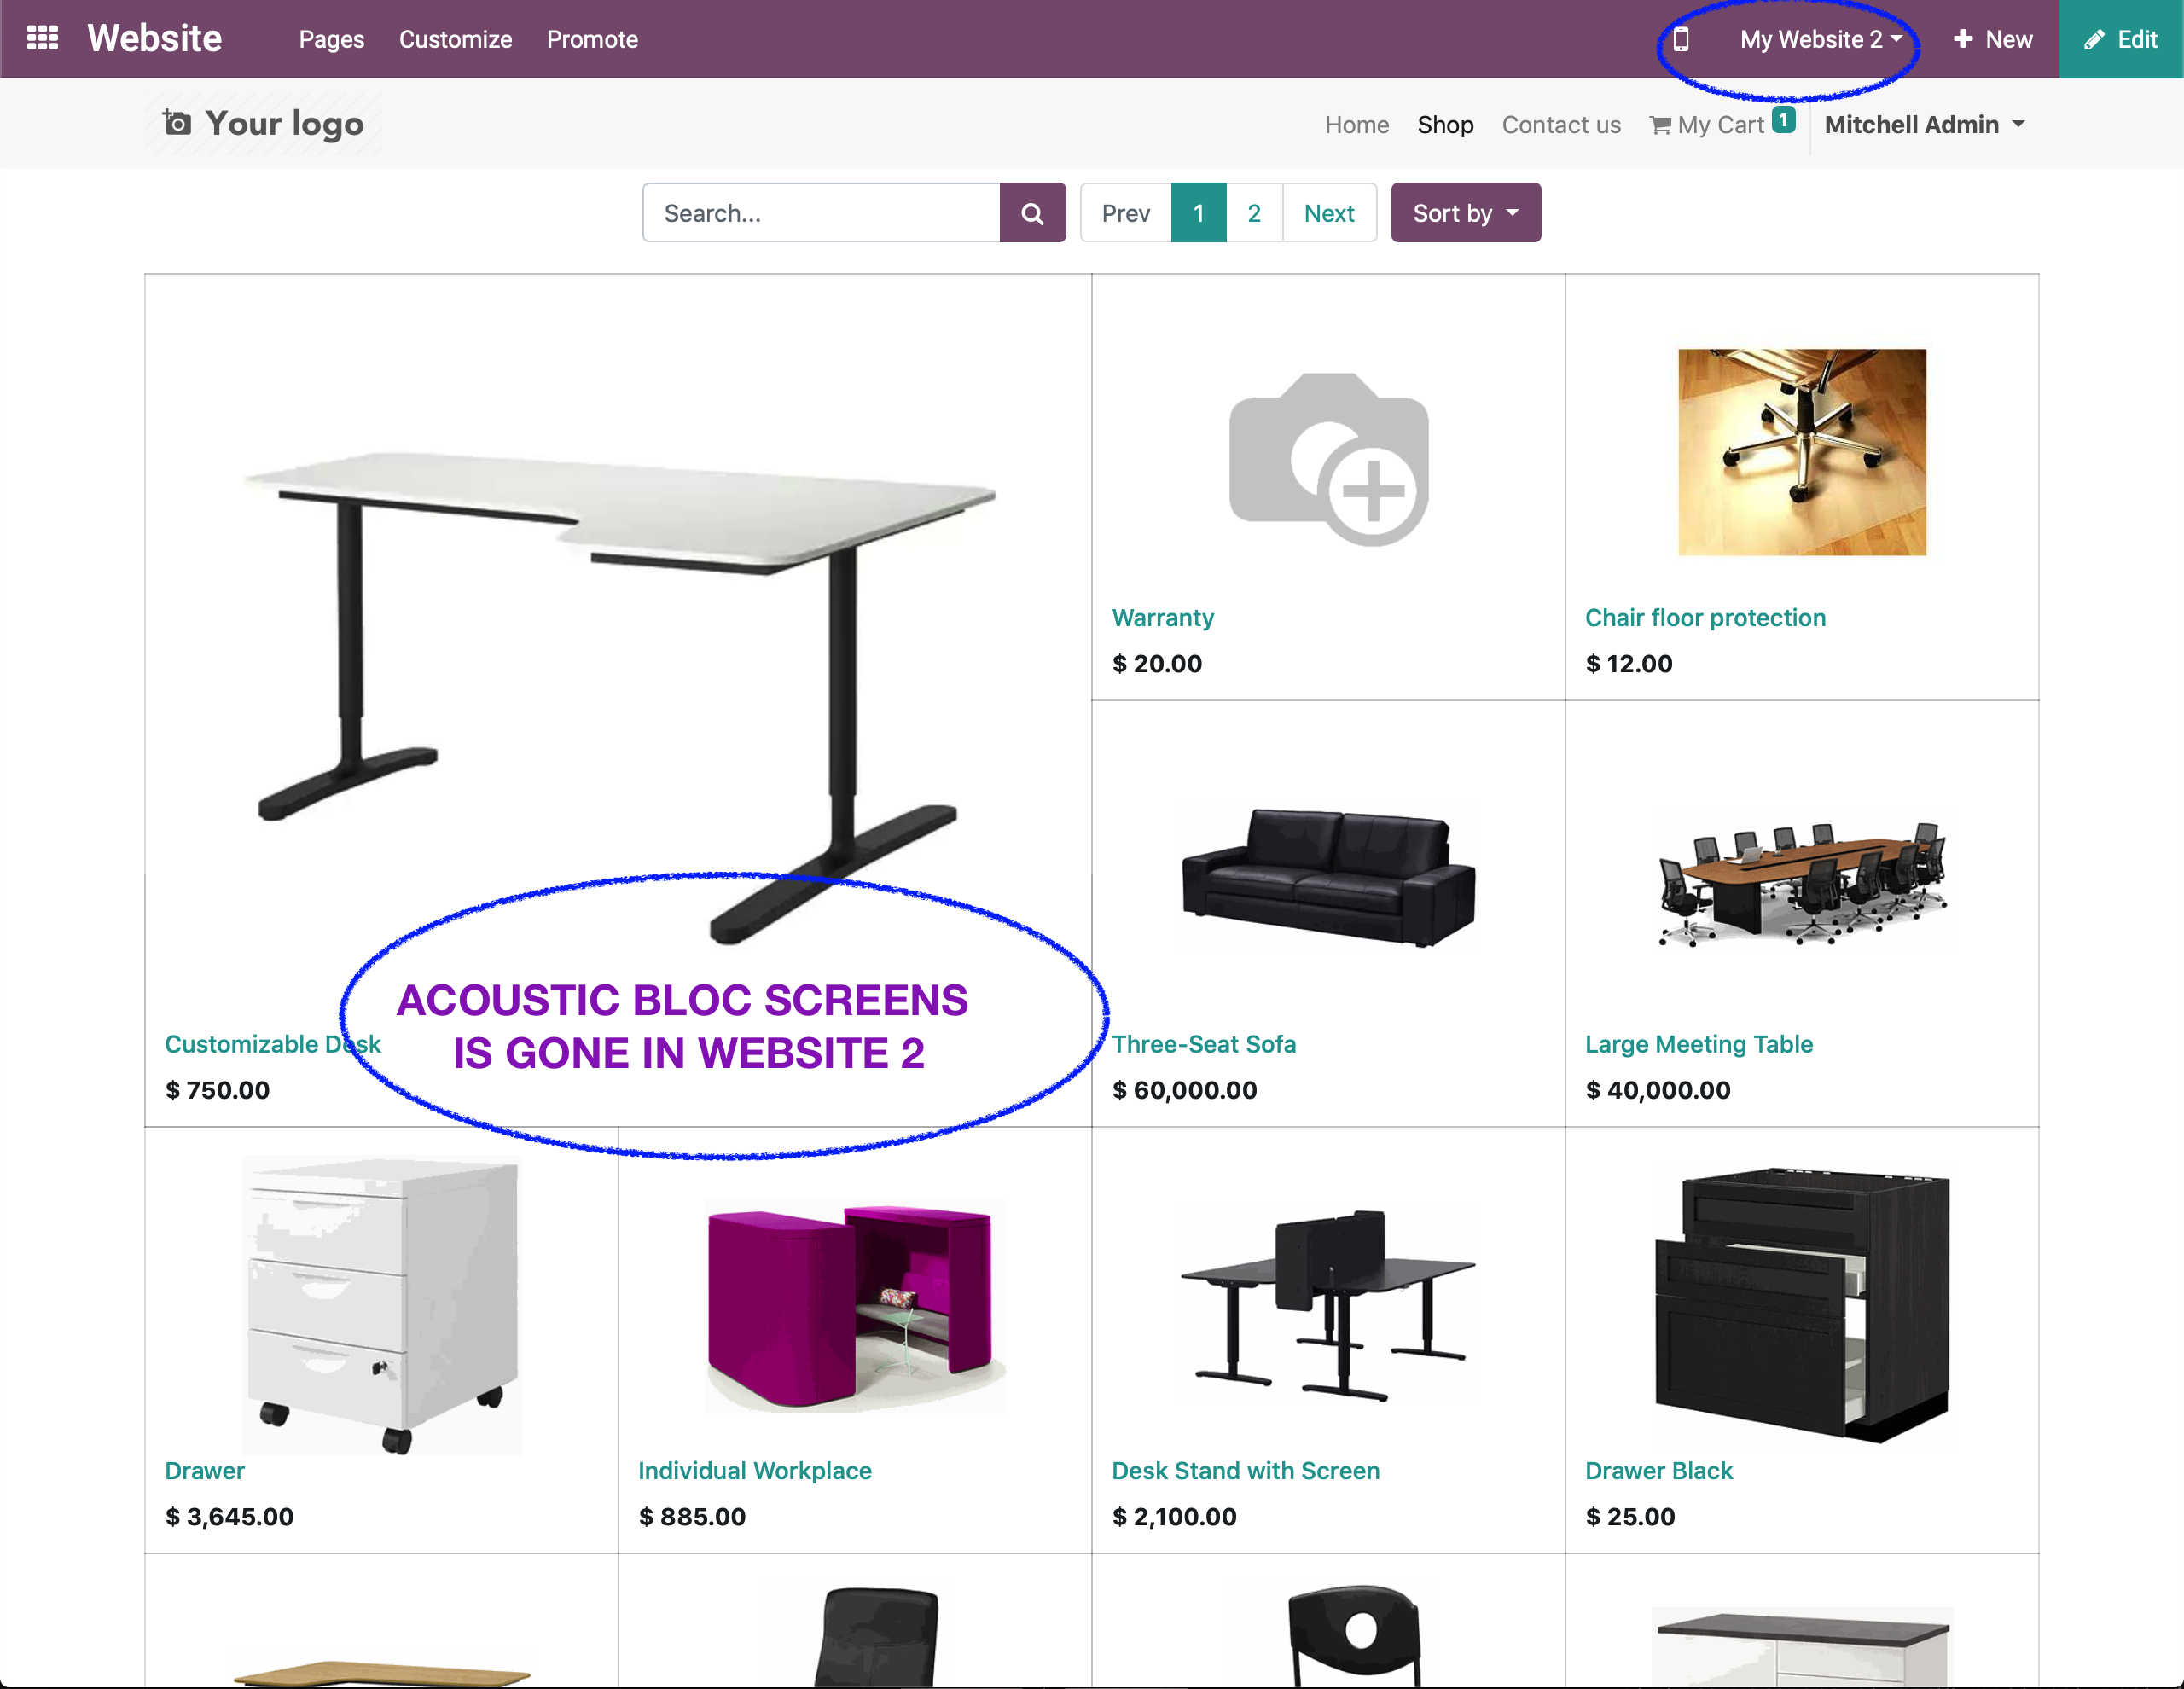 Website Pages Customize Promote My Website 2 New Edit
Your logo Home Shop Contact us My Cart 1 Mitchell Admin
Search... Prev 1 2 Next Sort by
Warranty Chair floor protection
$ 20.00 $ 12.00
ACOUSTIC BLOC SCREENS
IS GONE IN WEBSITE 2
Customizable Desk Three-Seat Sofa Large Meeting Table
$ 750.00 $ 60,000.00 $ 40,000.00
Drawer Individual Workplace Desk Stand with Screen Drawer Black
$ 3,645.00 $ 885.00 $ 2,100.00 $ 25.00